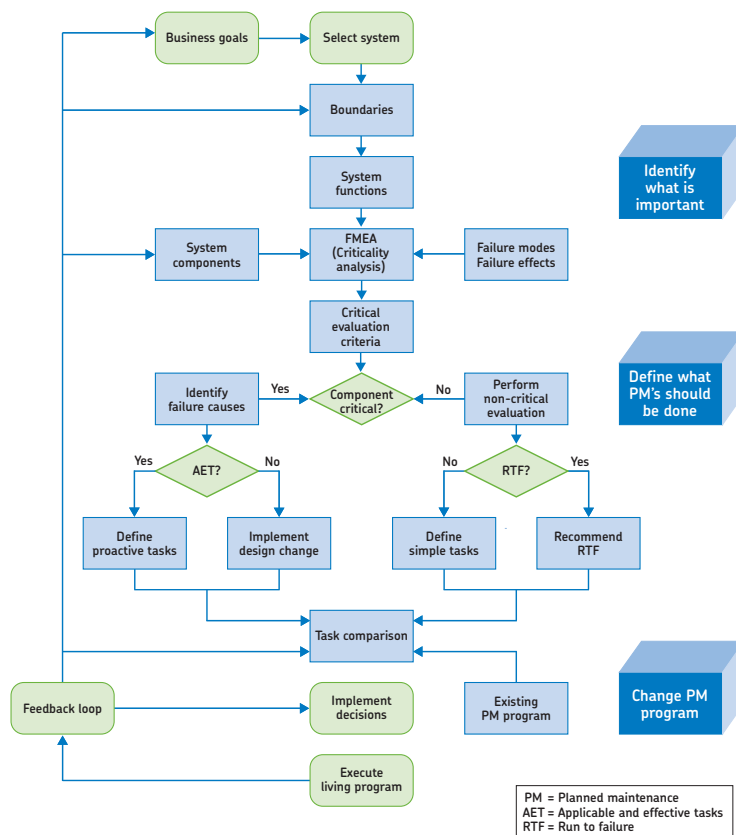 Business goals
Select system
Boundaries
System
functions
Identify
what is
important
System
components
FMEA
(Criticality
analysis)
Failure modes
Failure effects
Critical
evaluation
criteria
Identify
failure causes
Yes
Component
critical?
No
Perform
non-critical
evaluation
Define what
PM's should
be done
Yes
AET?
No
No
RTF?
Yes
Define
proactive tasks
Implement
design change
Define
simple tasks
Recommend
RTF
Task comparison
Feedback loop
Implement
decisions
Existing
PM program
Change PM
program
Execute
living program
PM = Planned maintenance
AET = Applicable and effective tasks
RTF = Run to failure